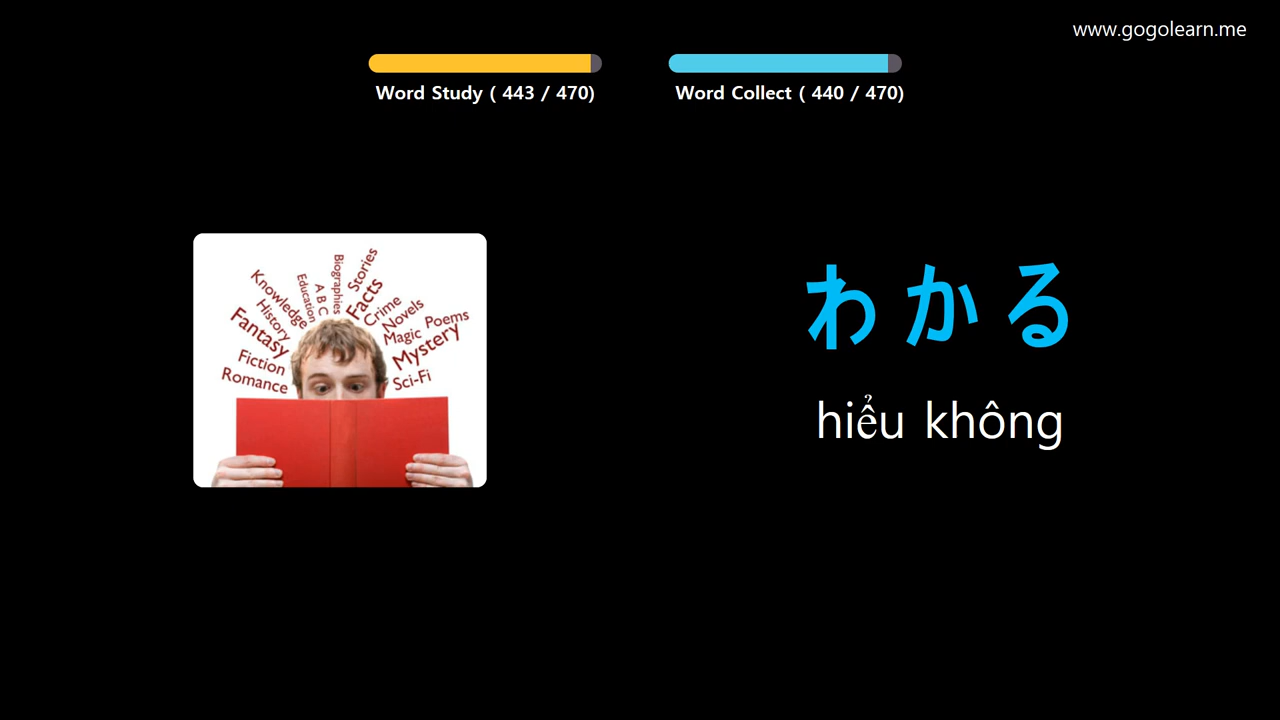 www.gogolearn.me
Word Study ( 443 / 470)
Word Collect ( 440 / 470)
Stories
Biographies
Facts
A B C
Education
Knowledge
History
Crime
Novels
Fantasy
Magic
Poems
Mystery
Fiction
Romance
Sci-Fi
わかる
hiểu không